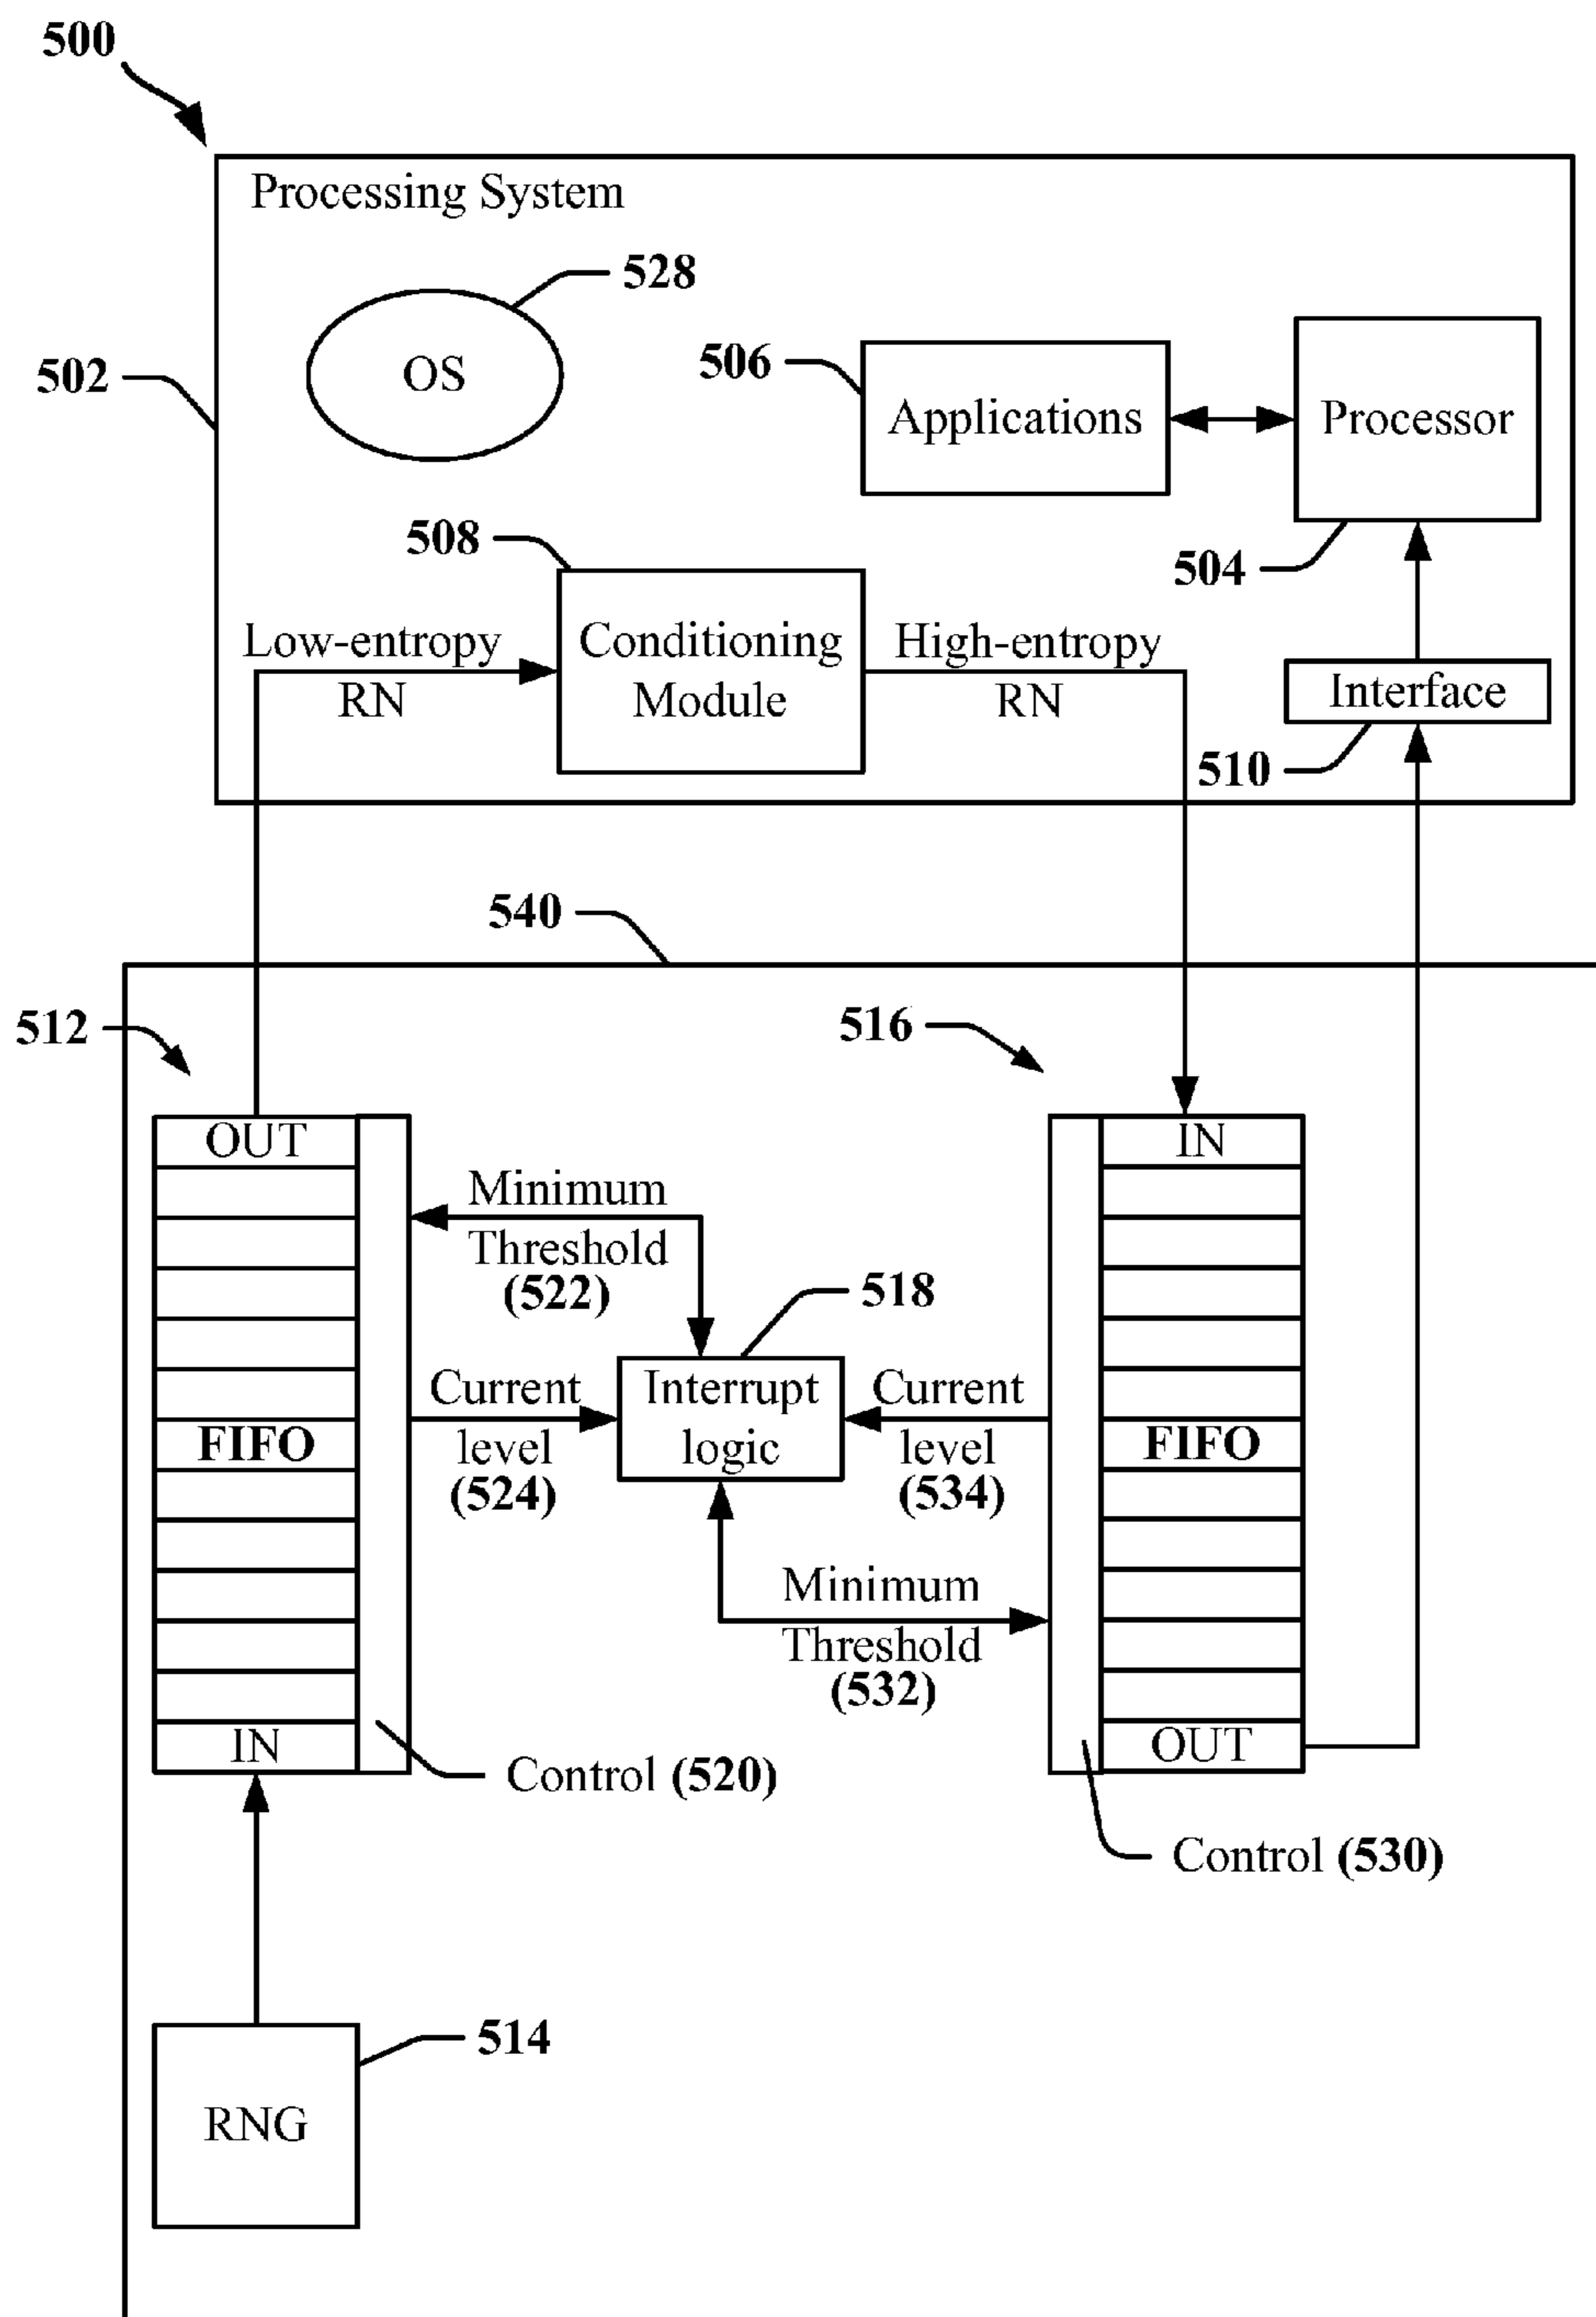 500
Processing System
528
OS
502
506
Applications
Processor
508
504
Low-entropy
RN
Conditioning
Module
High-entropy
RN
Interface
510
540
512
516
OUT
IN
Minimum
Threshold
(522)
518
Current
level
(524)
Interrupt
logic
Current
level
(534)
FIFO
FIFO
Minimum
Threshold
(532)
IN
OUT
Control (520)
Control (530)
514
RNG